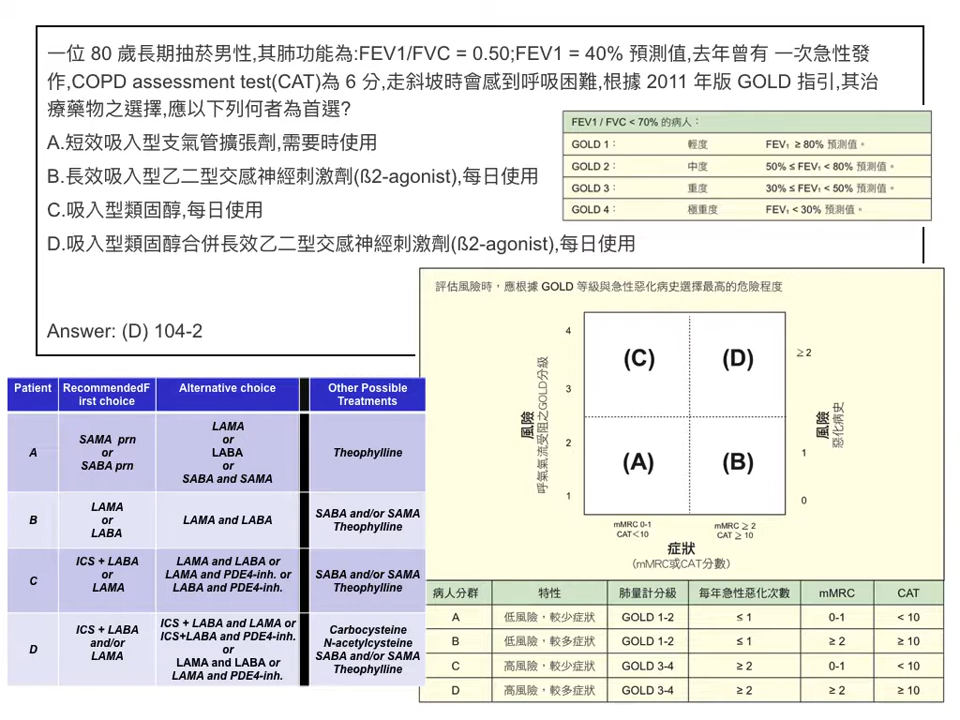 一位 80 歲長期抽菸男性,其肺功能為:FEV1/FVC = 0.50;FEV1 = 40% 預測值,去年曾有 一次急性發
作,COPD assessment test(CAT)為 6 分,走斜坡時會感到呼吸困難,根據 2011 年版 GOLD 指引,其治
療藥物之選擇,應以下列何者為首選?
A.短效吸入型支氣管擴張劑,需要時使用
B.長效吸入型乙二型交感神經刺激劑(ß2-agonist),每日使用
C.吸入型類固醇,每日使用
D.吸入型類固醇合併長效乙二型交感神經刺激劑(ß2-agonist),每日使用
Answer: (D) 104-2
FEV1 / FVC < 70% 的病人:
GOLD 1: 輕度 FEV₁ ≥ 80% 預測值。
GOLD 2: 中度 50% ≤ FEV₁ < 80% 預測值。
GOLD 3: 重度 30% ≤ FEV₁ < 50% 預測值。
GOLD 4: 極重度 FEV₁ < 30% 預測值。
評估風險時,應根據 GOLD 等級與急性惡化病史選擇最高的危險程度
風險
呼氣氣流受阻之GOLD分級
4
3
2
1
(C) (D)
(A) (B)
≥ 2
1
0
風險
惡化病史
mMRC 0-1 mMRC ≥ 2
CAT<10 CAT ≥ 10
症狀
(mMRC或CAT分數)
Patient RecommendedF Alternative choice Other Possible
irst choice Treatments
A
SAMA prn
or
SABA prn
LAMA
or
LABA
or
SABA and SAMA
Theophylline
B
LAMA
or
LABA
LAMA and LABA
SABA and/or SAMA
Theophylline
C
ICS + LABA
or
LAMA
LAMA and LABA or
LAMA and PDE4-inh. or
LABA and PDE4-inh.
SABA and/or SAMA
Theophylline
D
ICS + LABA
and/or
LAMA
ICS + LABA and LAMA or
ICS+LABA and PDE4-inh.
or
LAMA and LABA or
LAMA and PDE4-inh.
Carbocysteine
N-acetylcysteine
SABA and/or SAMA
Theophylline
病人分群 特性 肺量計分級 每年急性惡化次數 mMRC CAT
A 低風險,較少症狀 GOLD 1-2 ≤ 1 0-1 < 10
B 低風險,較多症狀 GOLD 1-2 ≤ 1 ≥ 2 ≥ 10
C 高風險,較少症狀 GOLD 3-4 ≥ 2 0-1 < 10
D 高風險,較多症狀 GOLD 3-4 ≥ 2 ≥ 2 ≥ 10